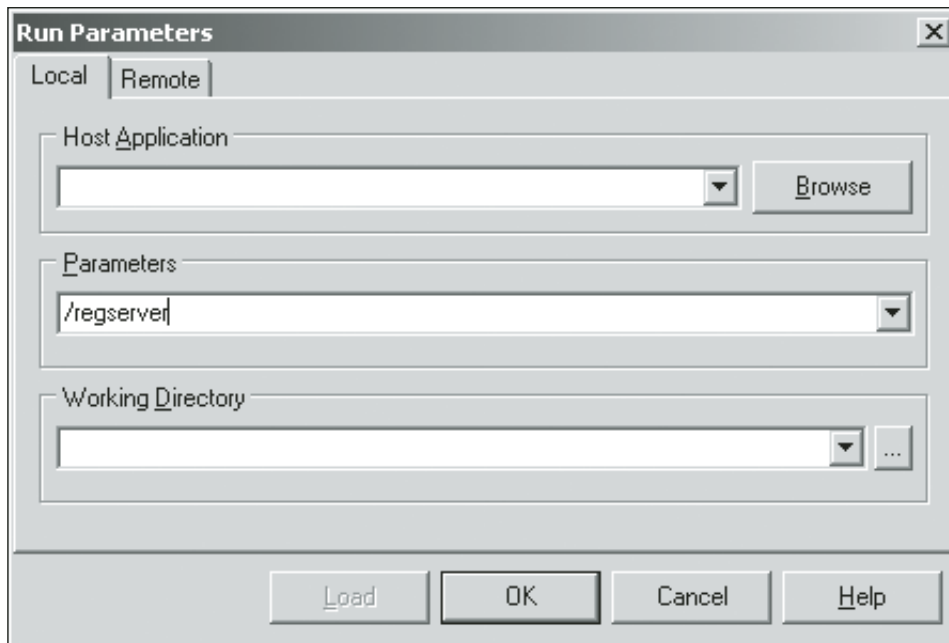 Run Parameters
Local Remote
Host Application
Browse
Parameters
/regserver
Working Directory
...
Load OK Cancel Help